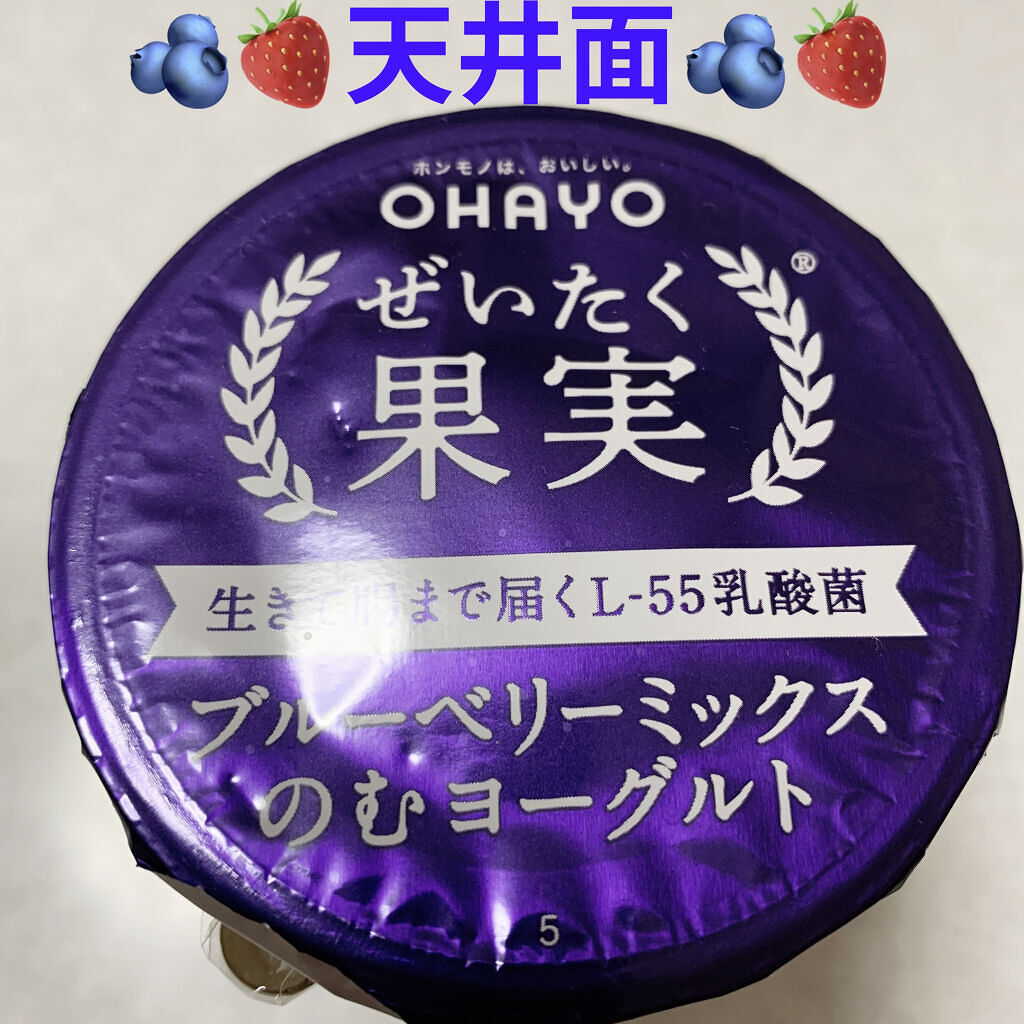 🫐🍓天井面🫐🍓
ホンモノは、おいしい。
OHAYO
ぜいたく®
果実
生きて腸まで届くL-55乳酸菌
ブルーベリーミックス
のむヨーグルト
5